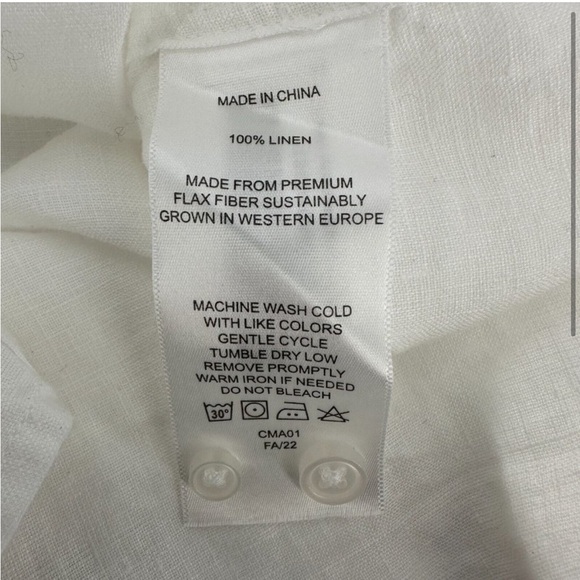 MADE IN CHINA
100% LINEN
MADE FROM PREMIUM
FLAX FIBER SUSTAINABLY
GROWN IN WESTERN EUROPE
MACHINE WASH COLD
WITH LIKE COLORS
GENTLE CYCLE
TUMBLE DRY LOW
REMOVE PROMPTLY
WARM IRON IF NEEDED
DO NOT BLEACH
30°
CMA01
FA/22